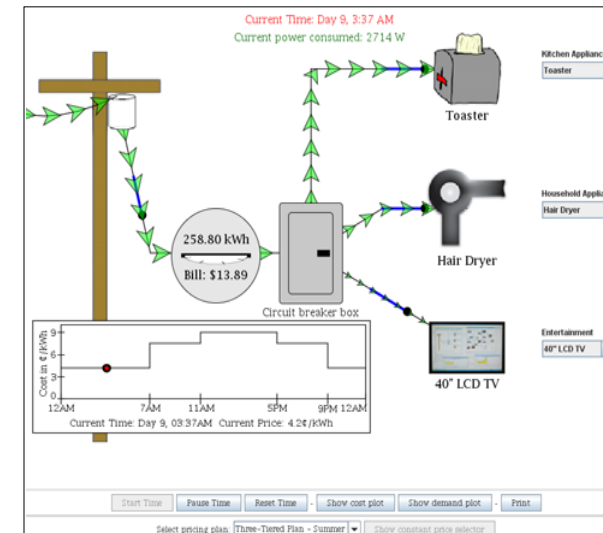 Current Time: Day 9, 3:37 AM
Current power consumed: 2714 W
Kitchen
Toaster
Toaster
Household
Hair Dryer
Hair Dryer
258.80 kWh
Bill: $13.89
Circuit breaker box
Entertainment
40" LCD TV
40" LCD TV
Cost in ¢/kWh
9
6
3
0
12AM 7AM 11AM 5PM 9PM 12AM
Current Time: Day 9, 03:37AM Current Price: 4.2¢/kWh
Start Time Pause Time Reset Time - Show cost plot Show demand plot - Print
Select pricing plan: Three-Tiered Plan - Summer Show constant price selector